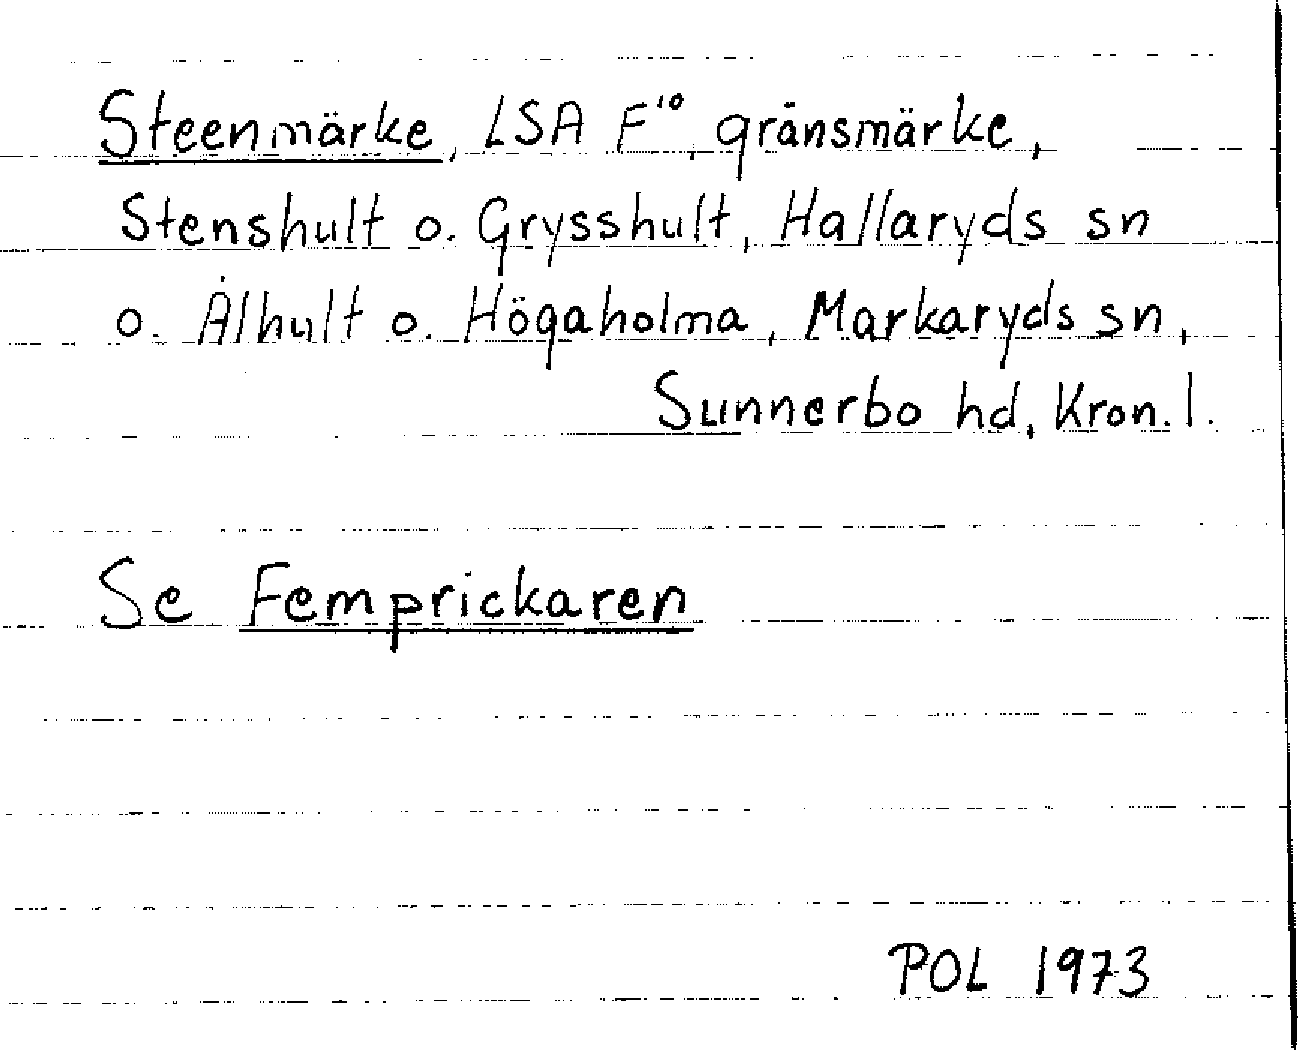 Steenmärke, LSA F¹⁰, gränsmärke,
Stenshult o. Grysshult, Hallaryds sn
o. Ålhult o. Högaholma, Markaryds sn,
Sunnerbo hd, Kron. l.
Se Femprickaren
POL 1973